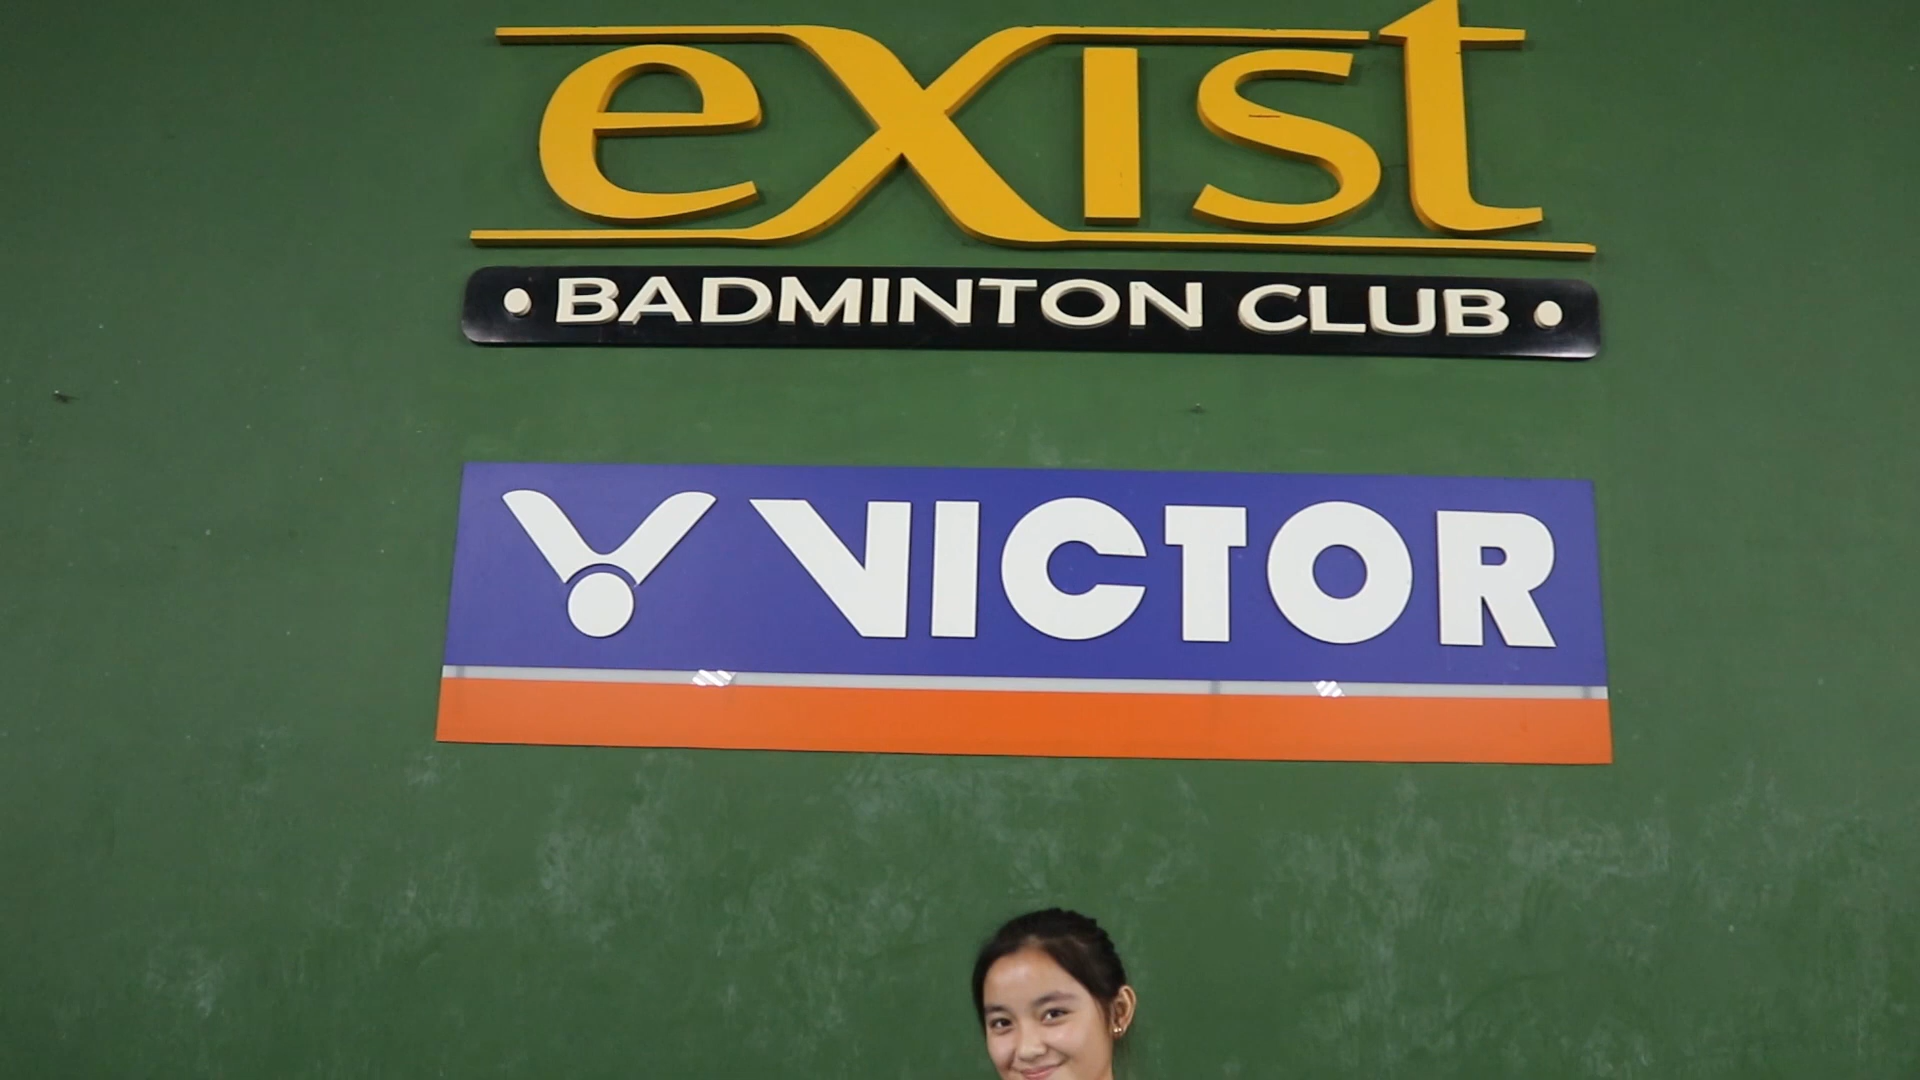 exist
• BADMINTON CLUB •
VICTOR